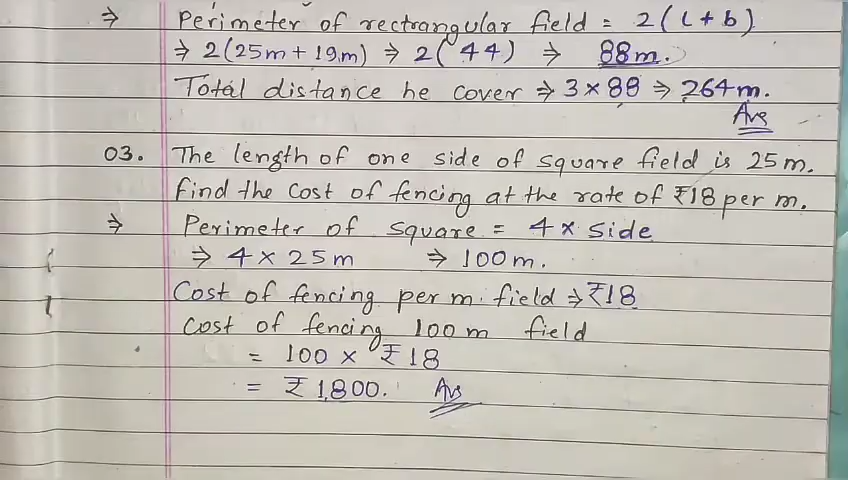 ⇒ Perimeter of rectrangular field = 2(l+b)
⇒ 2(25m+19m) ⇒ 2(44) ⇒ 88m.
Total distance he cover ⇒ 3×88 ⇒ 264m.
Ans
03. The length of one side of square field is 25m.
find the cost of fencing at the rate of ₹18 per m.
⇒ Perimeter of square = 4 × side
⇒ 4 × 25m ⇒ 100m.
Cost of fencing per m. field ⇒ ₹18
cost of fencing 100m field
= 100 × ₹18
= ₹1,800. Ans